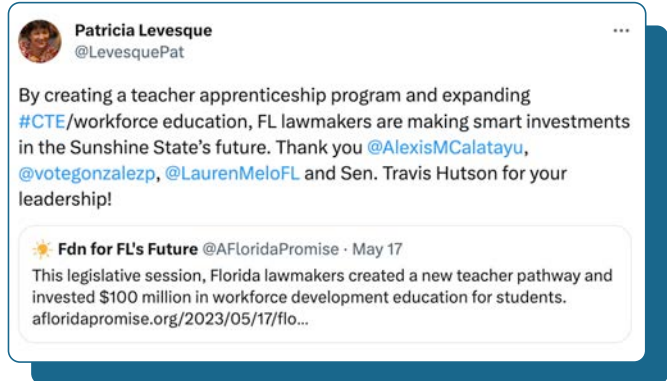 Patricia Levesque
@LevesquePat
By creating a teacher apprenticeship program and expanding
#CTE/workforce education, FL lawmakers are making smart investments
in the Sunshine State’s future. Thank you @AlexisMCalatayu,
@votegonzalezp, @LaurenMeloFL and Sen. Travis Hutson for your
leadership!
Fdn for FL's Future @AFloridaPromise · May 17
This legislative session, Florida lawmakers created a new teacher pathway and
invested $100 million in workforce development education for students.
afloridapromise.org/2023/05/17/flo...